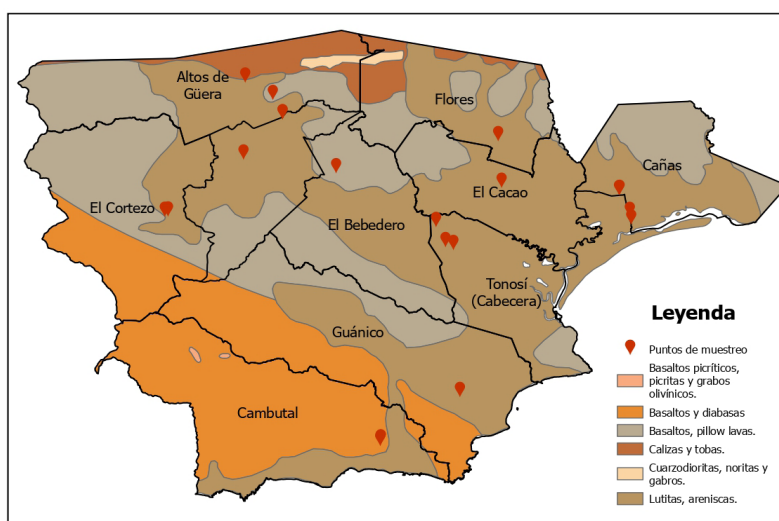 Altos de
Güera
Flores
Cañas
El Cacao
El Cortezo
El Bebedero
Tonosí
(Cabecera)
Guánico
Cambutal
Leyenda
Puntos de muestreo
Basaltos picríticos,
picritas y grabos
olivínicos.
Basaltos y diabasas
Basaltos, pillow lavas.
Calizas y tobas.
Cuarzodioritas, noritas y
gabros.
Lutitas, areniscas.